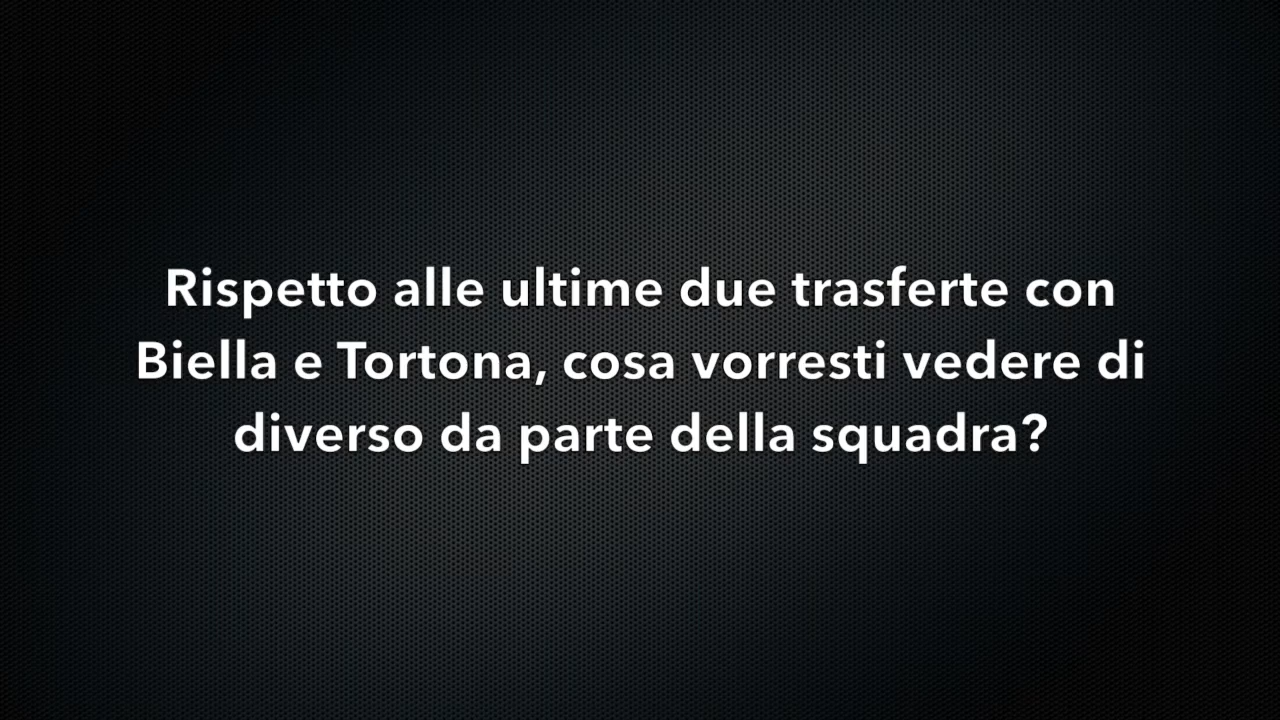 Rispetto alle ultime due trasferte con
Biella e Tortona, cosa vorresti vedere di
diverso da parte della squadra?